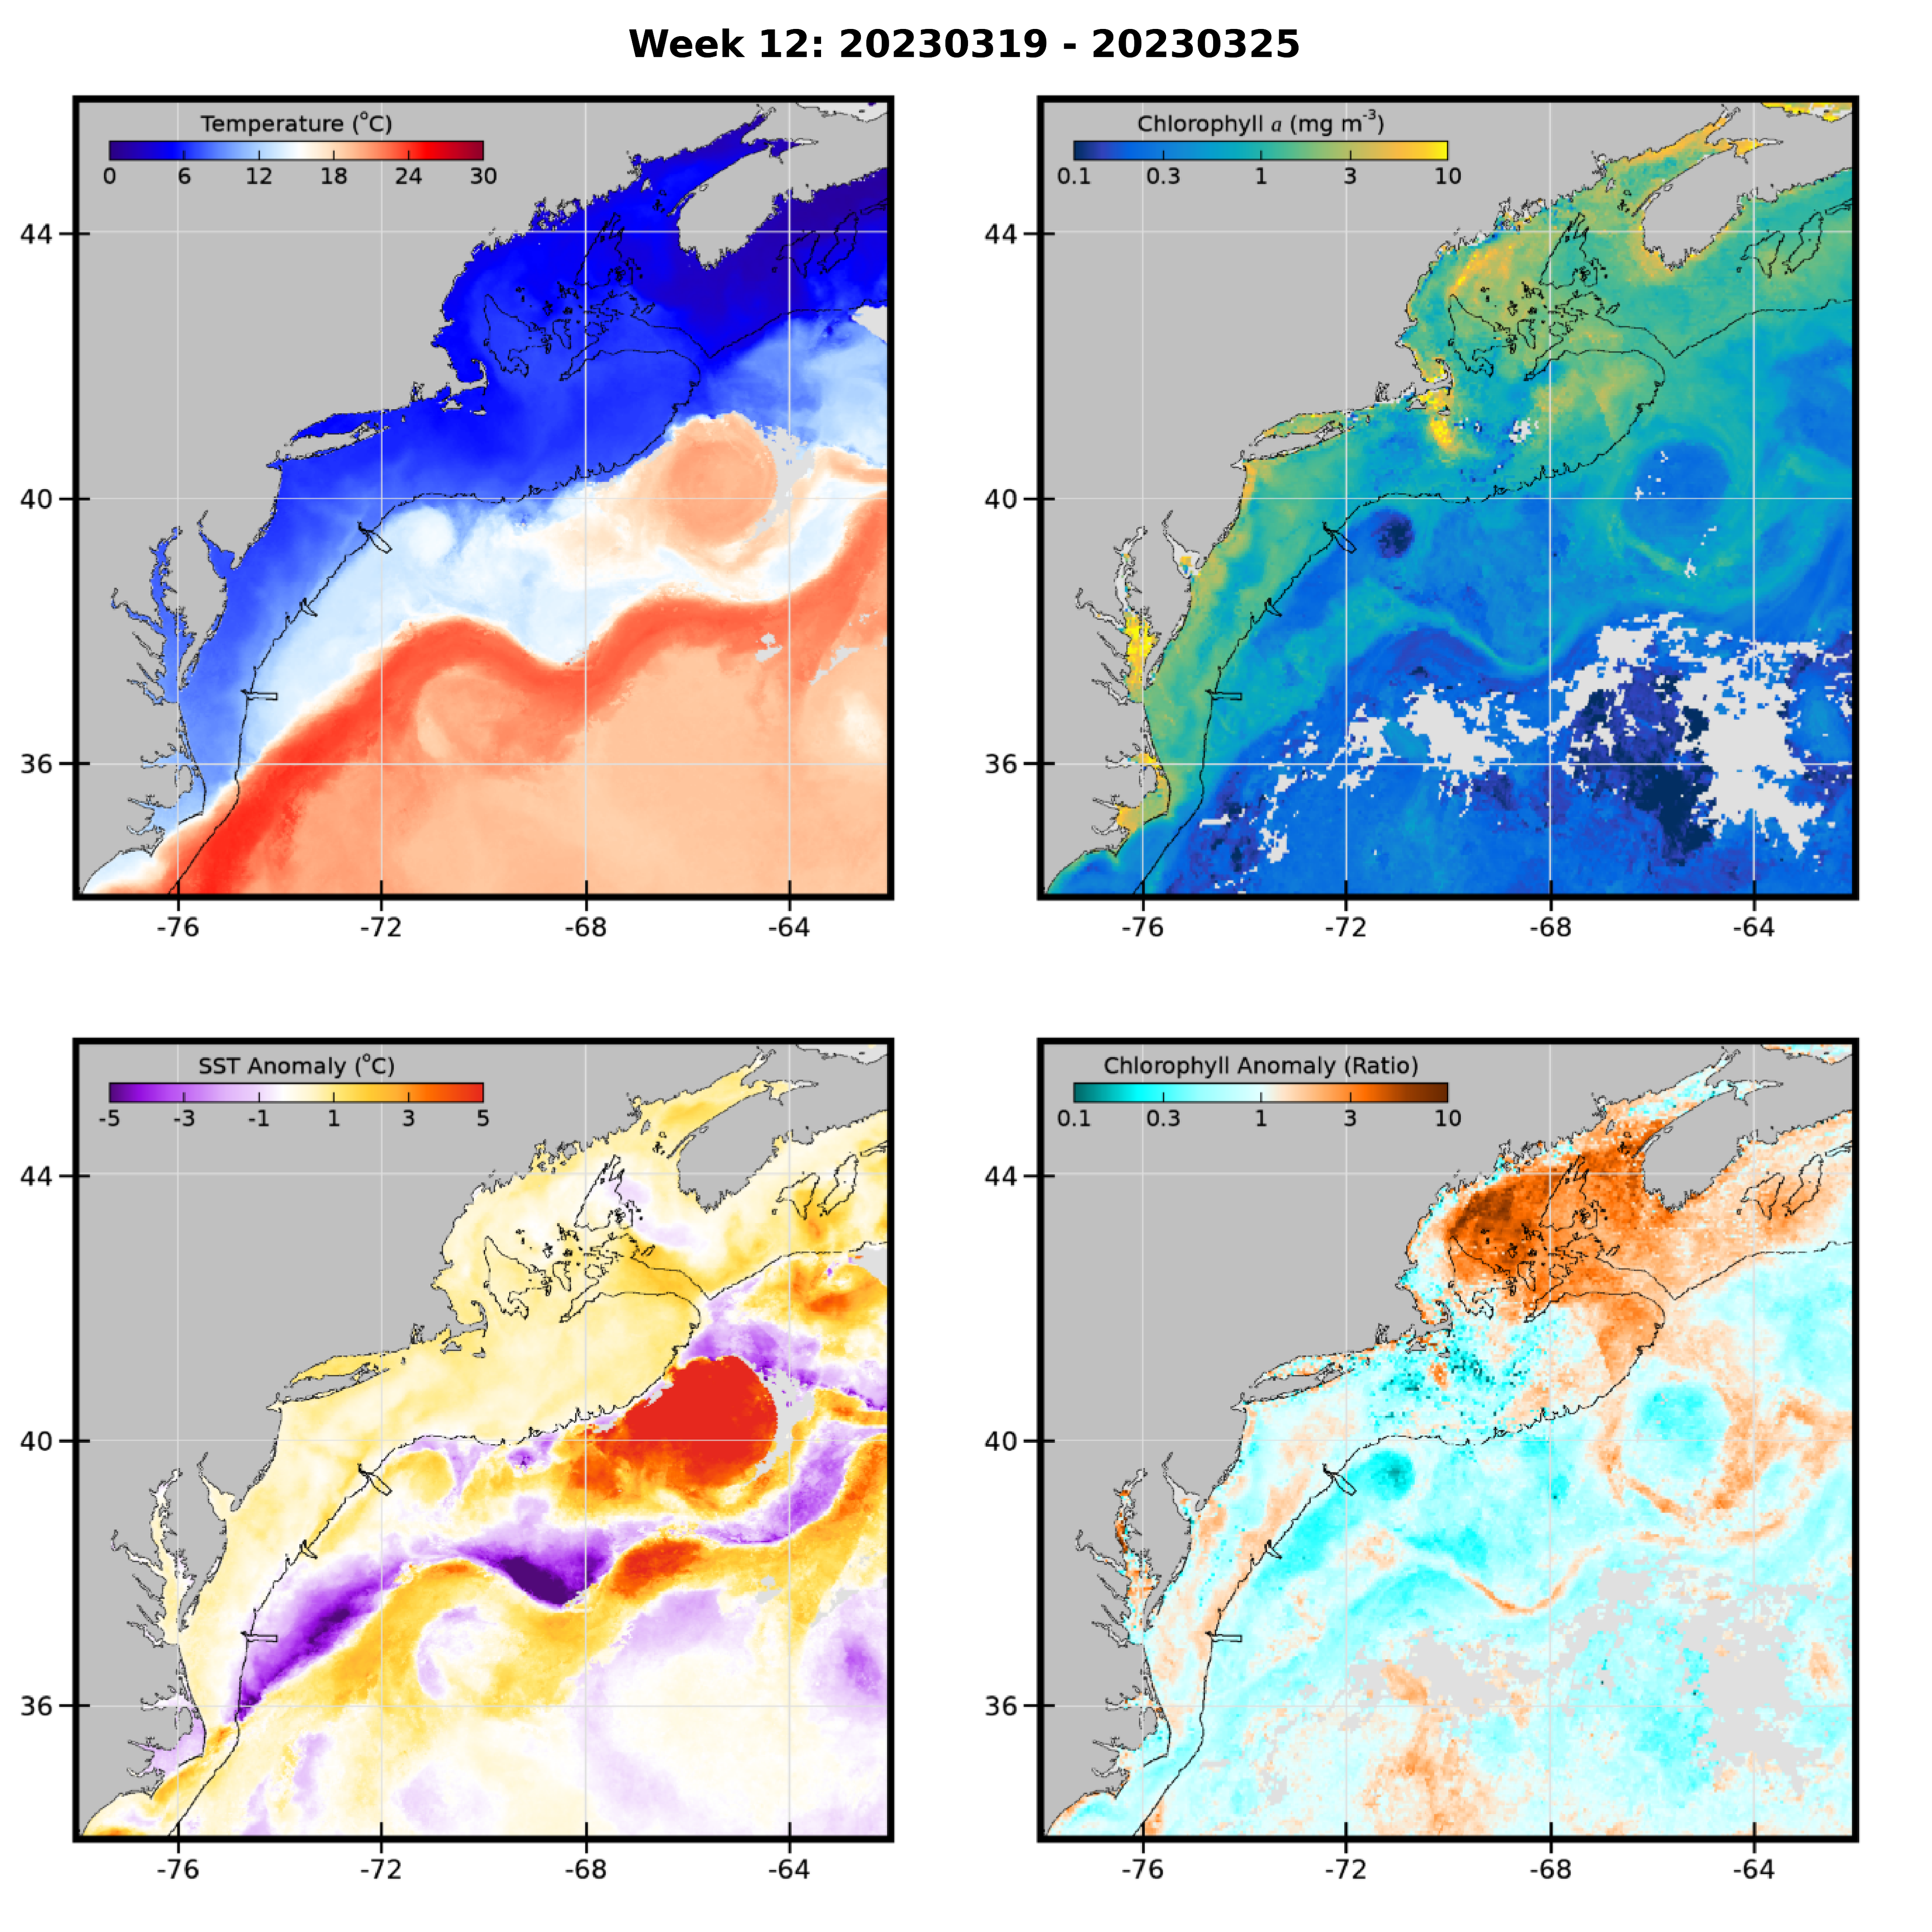 Week 12: 20230319 - 20230325
Temperature (°C)
0 6 12 18 24 30
44
40
36
-76 -72 -68 -64
Chlorophyll a (mg m⁻³)
0.1 0.3 1 3 10
44
40
36
-76 -72 -68 -64
SST Anomaly (°C)
-5 -3 -1 1 3 5
44
40
36
-76 -72 -68 -64
Chlorophyll Anomaly (Ratio)
0.1 0.3 1 3 10
44
40
36
-76 -72 -68 -64